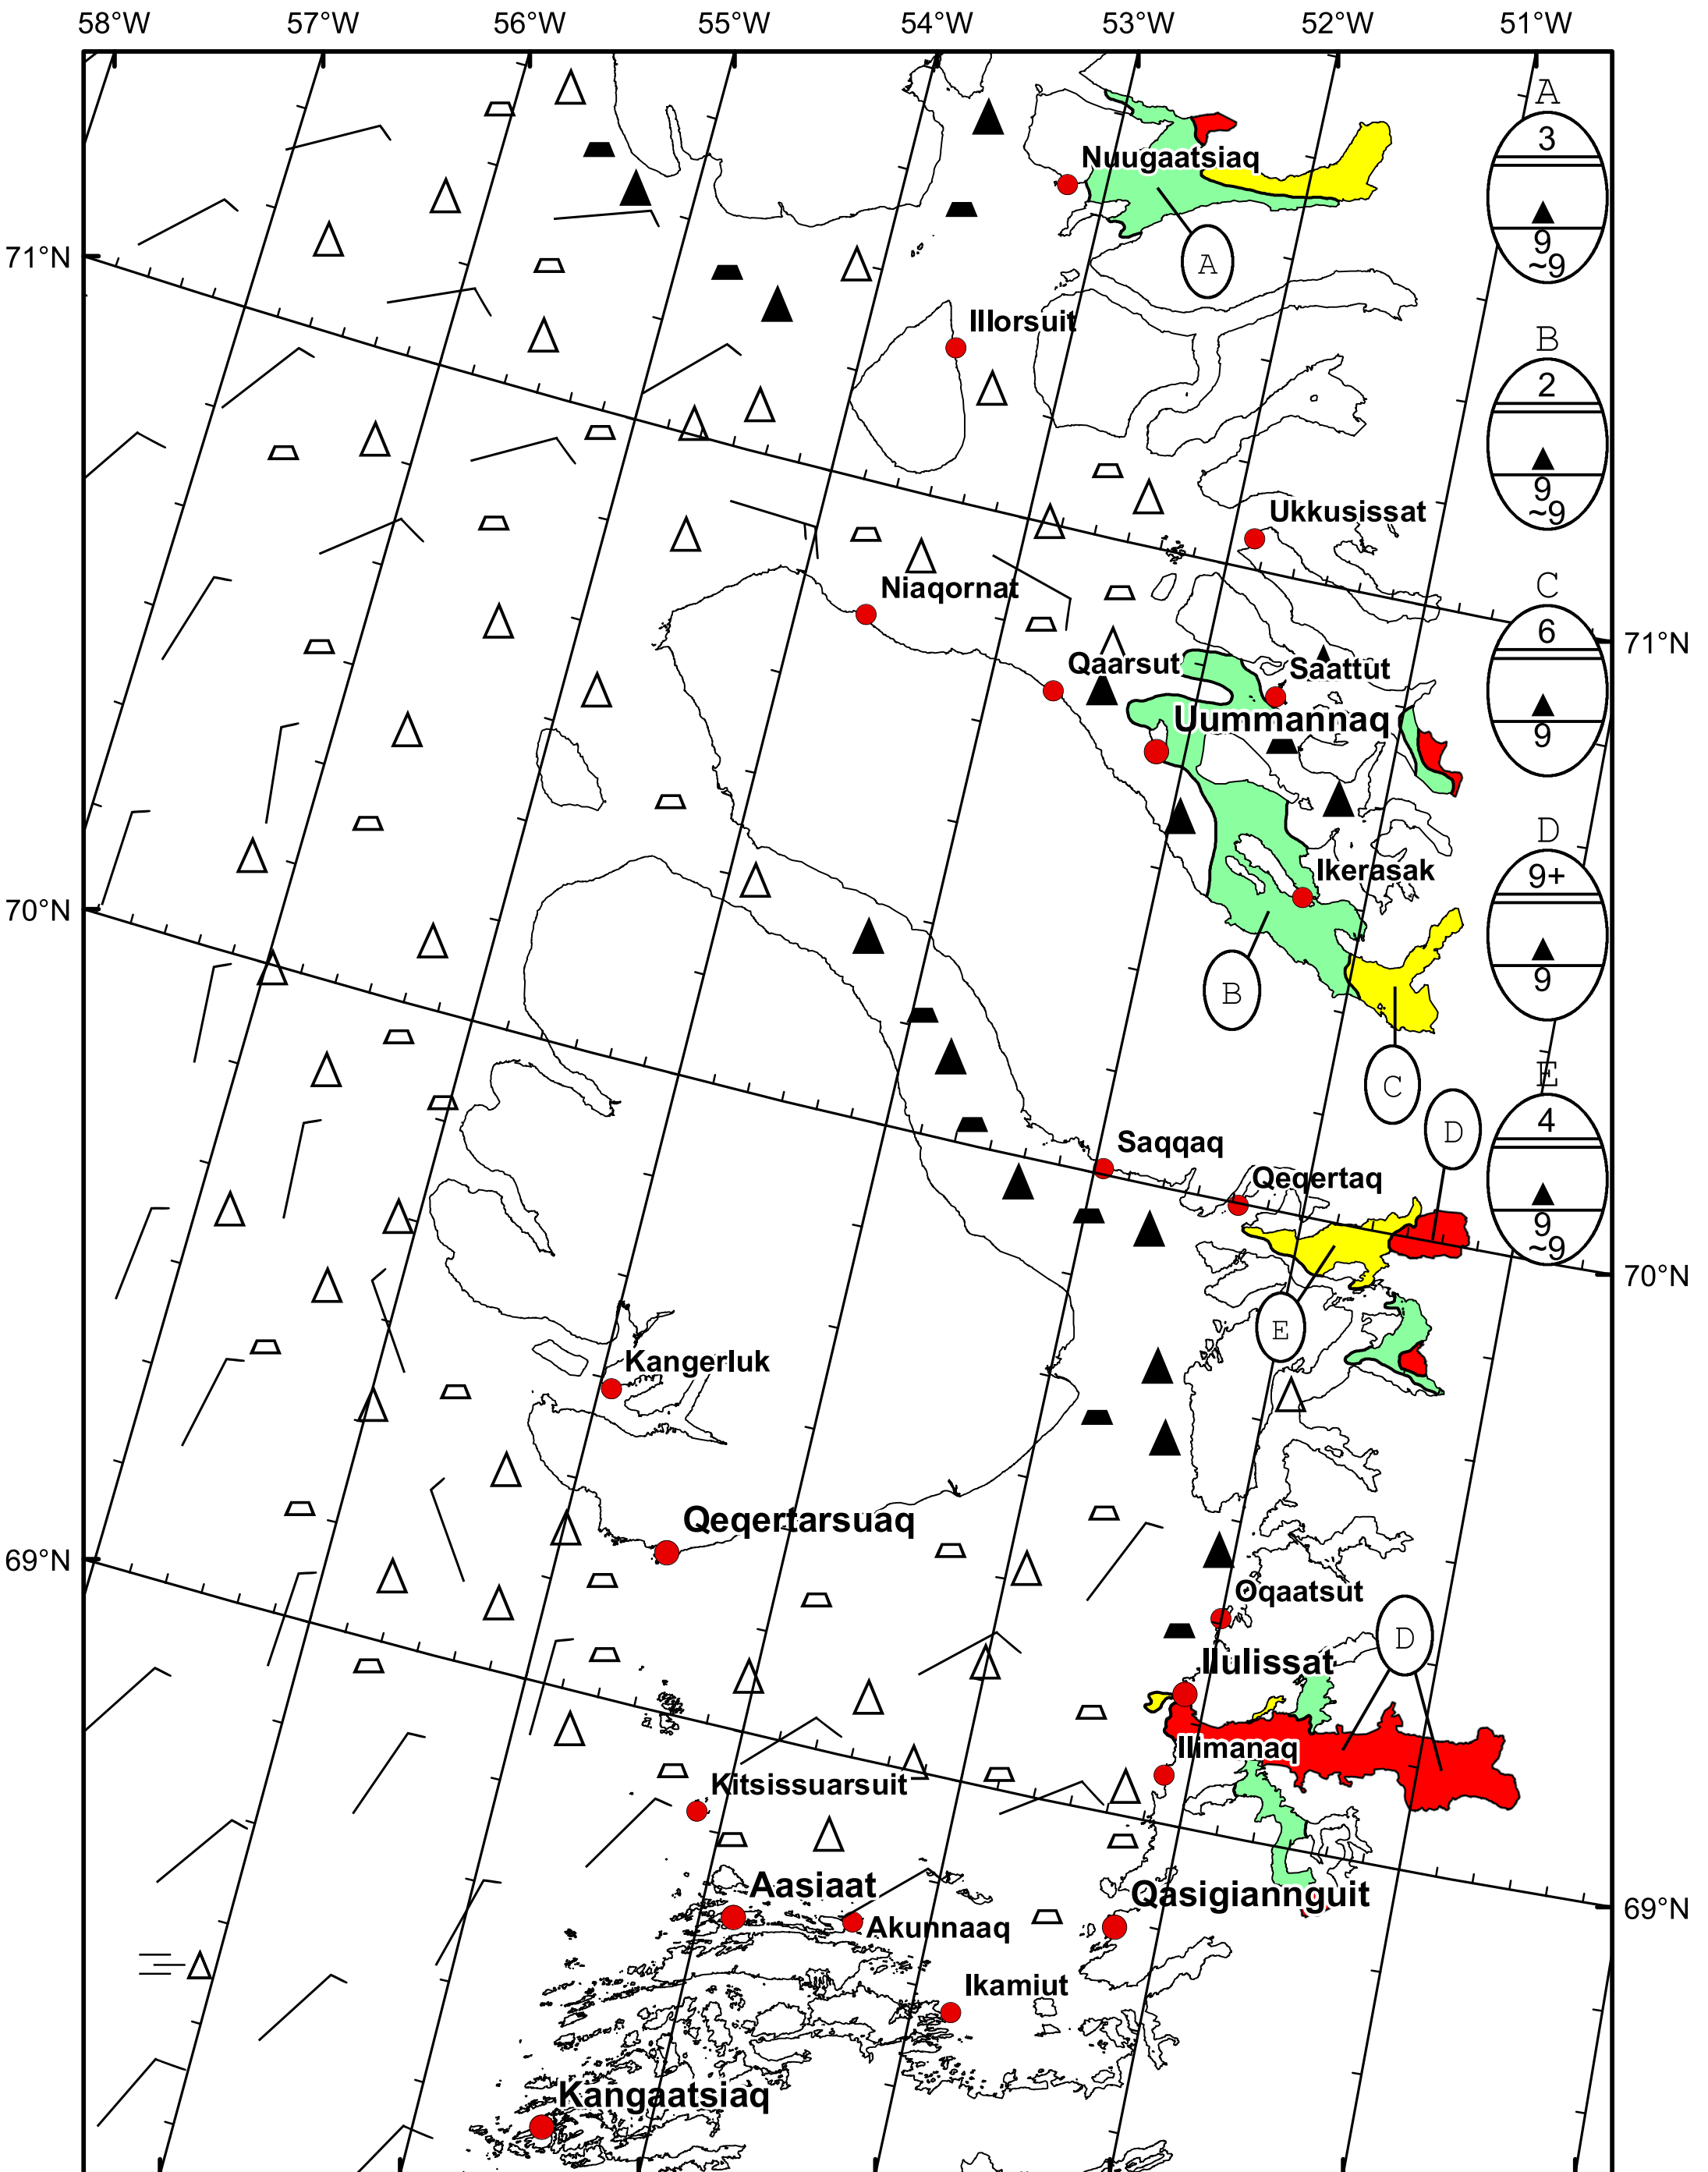 58°W 57°W 56°W 55°W 54°W 53°W 52°W 51°W
A
3
9
~9
Nuugaatsiaq
A
71°N
Illorsuit
B
2
9
~9
Ukkusissat
Niaqornat
C
6
9
71°N
Qaarsut
Saattut
Uummannaq
D
9+
9
Ikerasak
70°N
B
C
E
4
9
~9
D
Saqqaq
Qeqertaq
70°N
E
Kangerluk
Qeqertarsuaq
69°N
Oqaatsut
D
Ilulissat
Ilimanaq
Kitsissuarsuit
Aasiaat
Qasigiannguit
69°N
Akunnaaq
Ikamiut
Kangaatsiaq